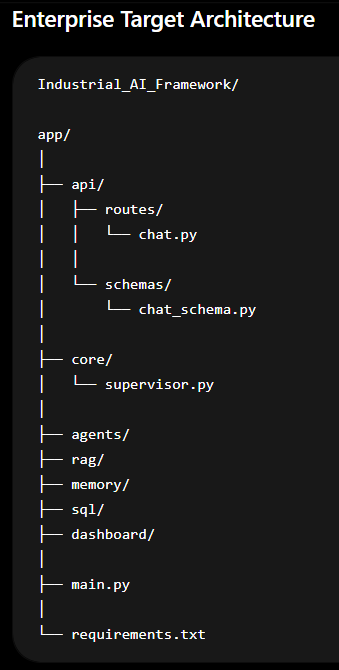 Enterprise Target Architecture
Industrial_AI_Framework/
app/
│
├── api/
│   ├── routes/
│   │   └── chat.py
│   │
│   └── schemas/
│       └── chat_schema.py
│
├── core/
│   └── supervisor.py
│
├── agents/
├── rag/
├── memory/
├── sql/
├── dashboard/
│
├── main.py
│
└── requirements.txt